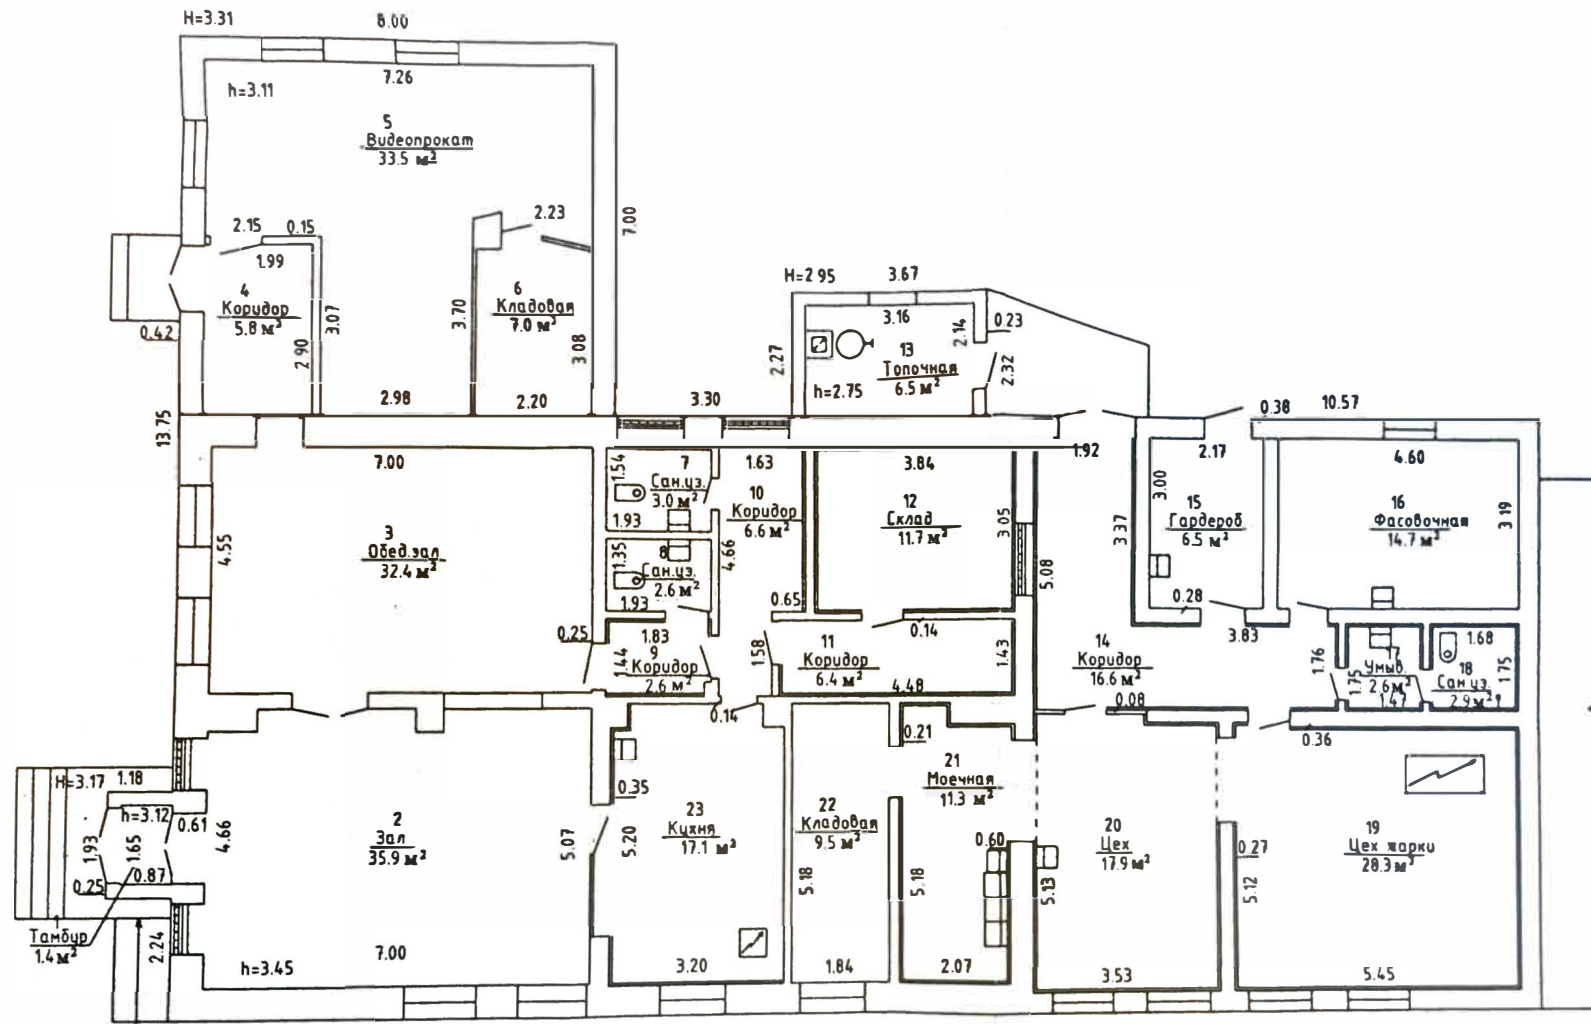 H=3.31
8.00
7.26
h=3.11
5
Видеопрокат
33.5 м²
2.15
0.15
1.99
2.23
7.00
4
Коридор
5.8 м²
3.07
2.90
0.42
3.70
6
Кладовая
7.0 м²
3.08
2.98
2.20
13.75
H=2.95
3.67
3.16
2.14
0.23
2.27
13
Топочная
6.5 м²
h=2.75
2.32
3.30
0.38
10.57
7.00
4.55
3
Обед.зал
32.4 м²
1.54
7
Сан.уз.
3.0 м²
1.93
1.35
8
Сан.уз.
2.6 м²
1.93
1.63
10
Коридор
6.6 м²
4.66
0.65
3.84
12
Склад
11.7 м²
3.05
5.08
0.14
1.92
3.37
2.17
3.00
15
Гардероб
6.5 м²
0.28
4.60
16
Фасовочная
14.7 м²
3.19
0.25
1.83
9
Коридор
2.6 м²
1.44
1.58
11
Коридор
6.4 м²
4.48
1.43
14
Коридор
16.6 м²
0.08
3.83
1.76
1.75
17
Умыв.
2.6 м²
1.47
1.68
18
Сан.уз.
2.9 м²
1.75
0.14
0.36
H=3.17
1.18
h=3.12
0.61
1.93
1.65
0.87
0.25
Тамбур
1.4 м²
2.24
4.66
2
Зал
35.9 м²
5.07
h=3.45
7.00
0.35
5.20
23
Кухня
17.1 м²
3.20
22
Кладовая
9.5 м²
5.18
1.84
0.21
21
Моечная
11.3 м²
0.60
5.18
2.07
20
Цех
17.9 м²
5.13
3.53
0.27
5.12
19
Цех жарки
28.3 м²
5.45